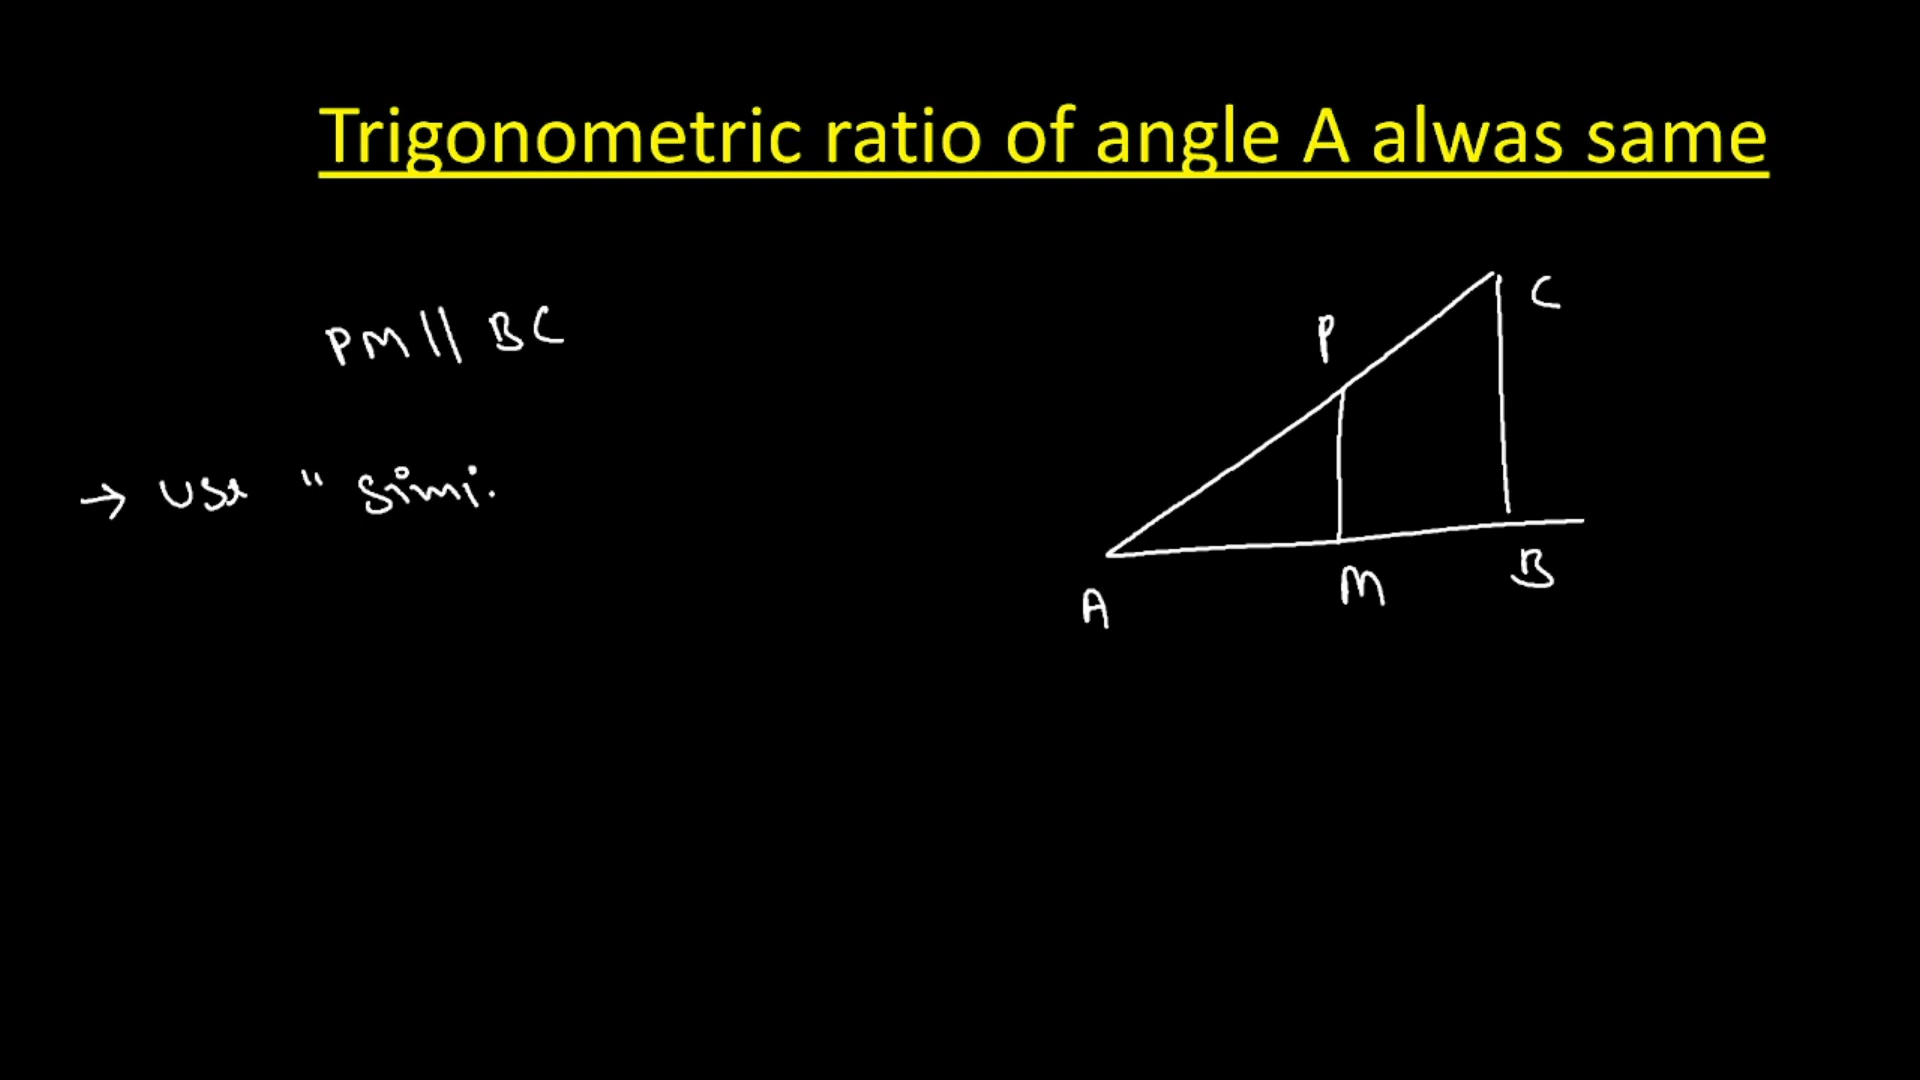 Trigonometric ratio of angle A alwas same
PM || BC
C
P
→ Use " Simi.
M
B
A